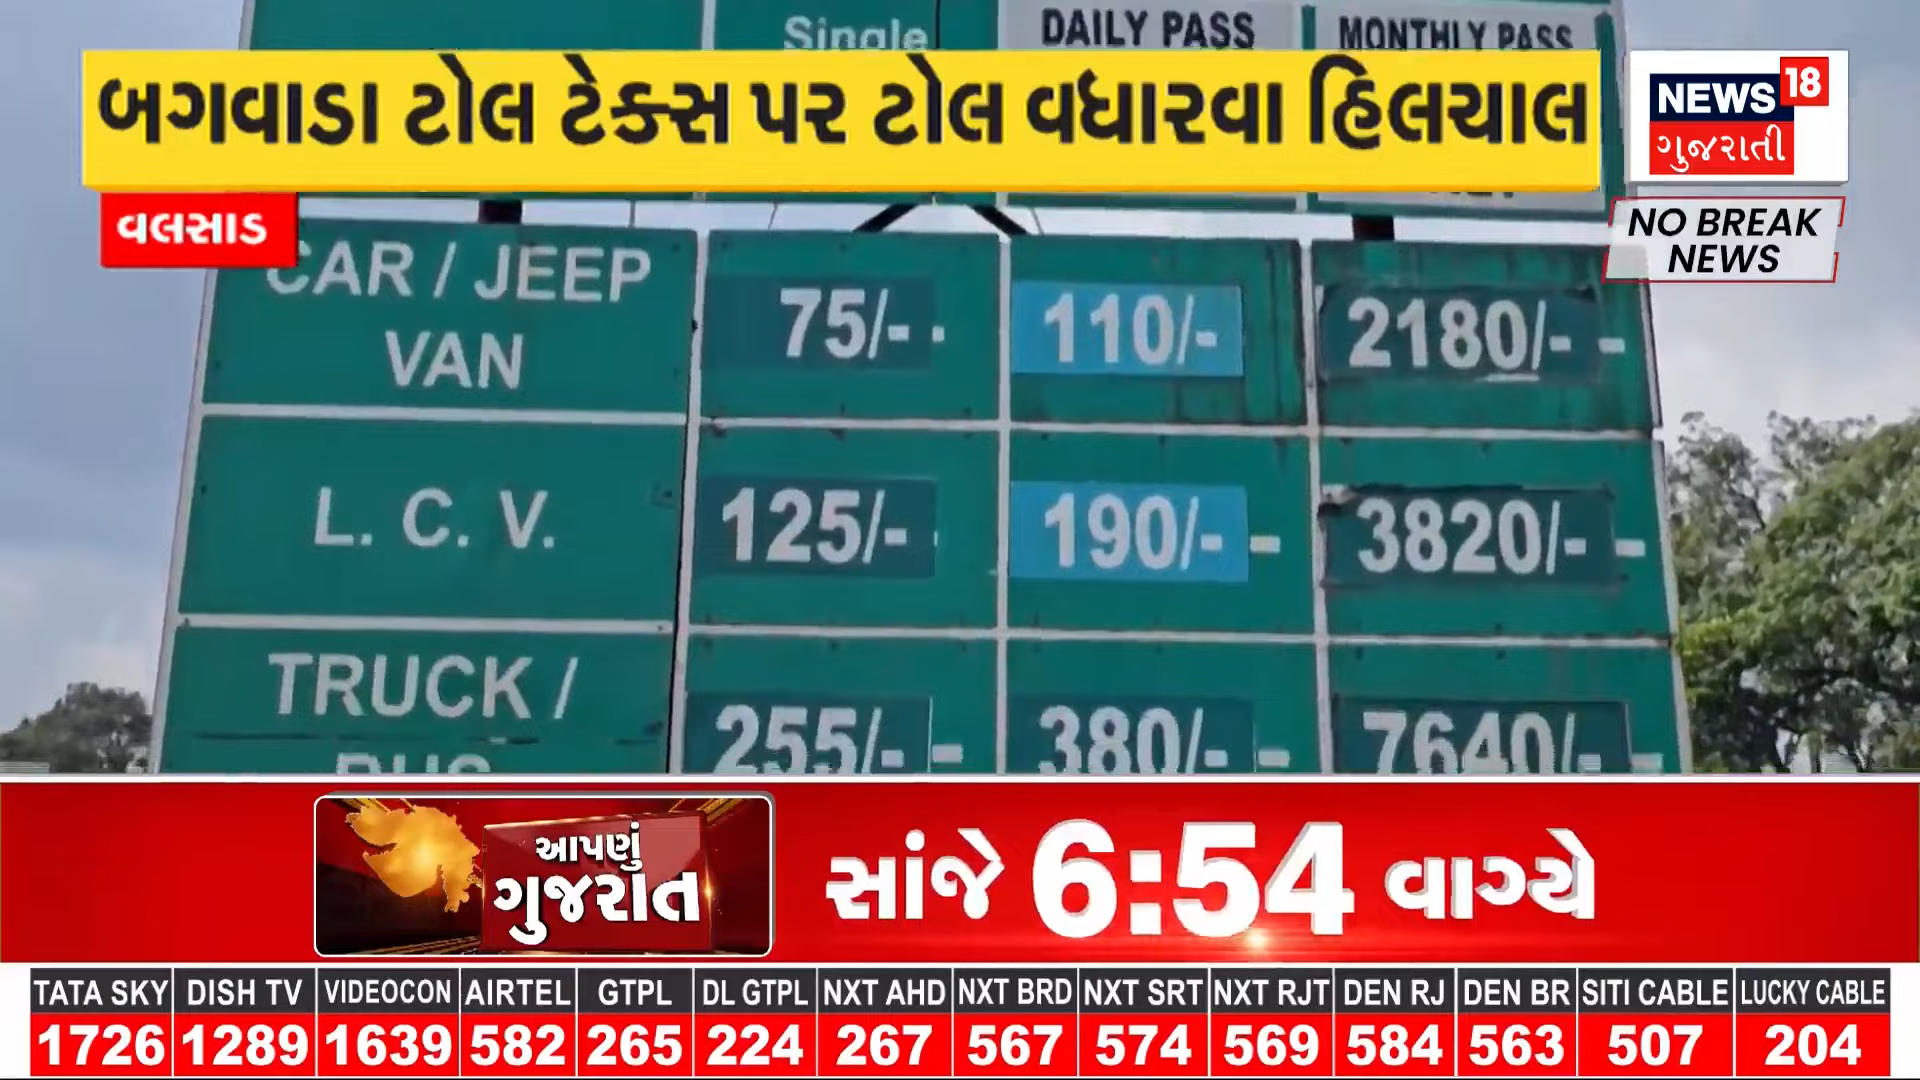 Single DAILY PASS MONTHLY PASS
બગવાડા ટોલ ટેક્સ પર ટોલ વધારવા હિલચાલ
NEWS 18
ગુજરાતી
વલસાડ
NO BREAK
NEWS
CAR / JEEP
VAN
75/- 110/- 2180/-
L. C. V. 125/- 190/- 3820/-
TRUCK /
BUS
255/- 380/- 7640/-
આપણું
ગુજરાત
સાંજે 6:54 વાગ્યે
TATA SKY DISH TV VIDEOCON AIRTEL GTPL DL GTPL NXT AHD NXT BRD NXT SRT NXT RJT DEN RJ DEN BR SITI CABLE LUCKY CABLE
1726 1289 1639 582 265 224 267 567 574 569 584 563 507 204